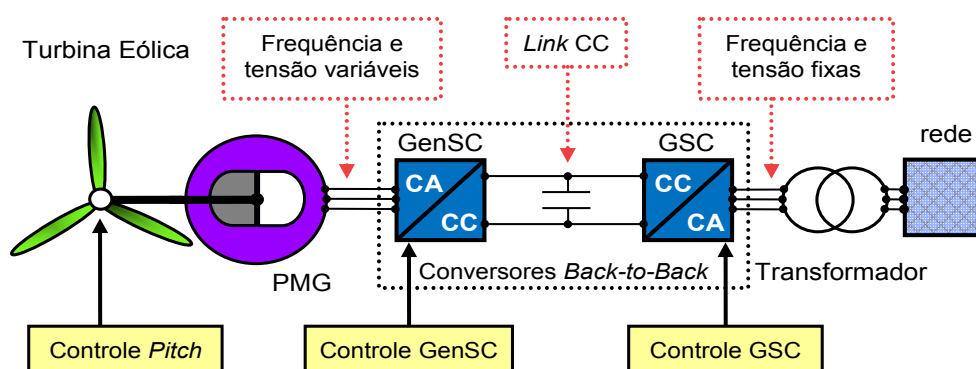 Turbina Eólica
Frequência e
tensão variáveis
Link CC
Frequência e
tensão fixas
GenSC
GSC
rede
CA
CC
CC
CA
PMG
Conversores Back-to-Back
Transformador
Controle Pitch
Controle GenSC
Controle GSC